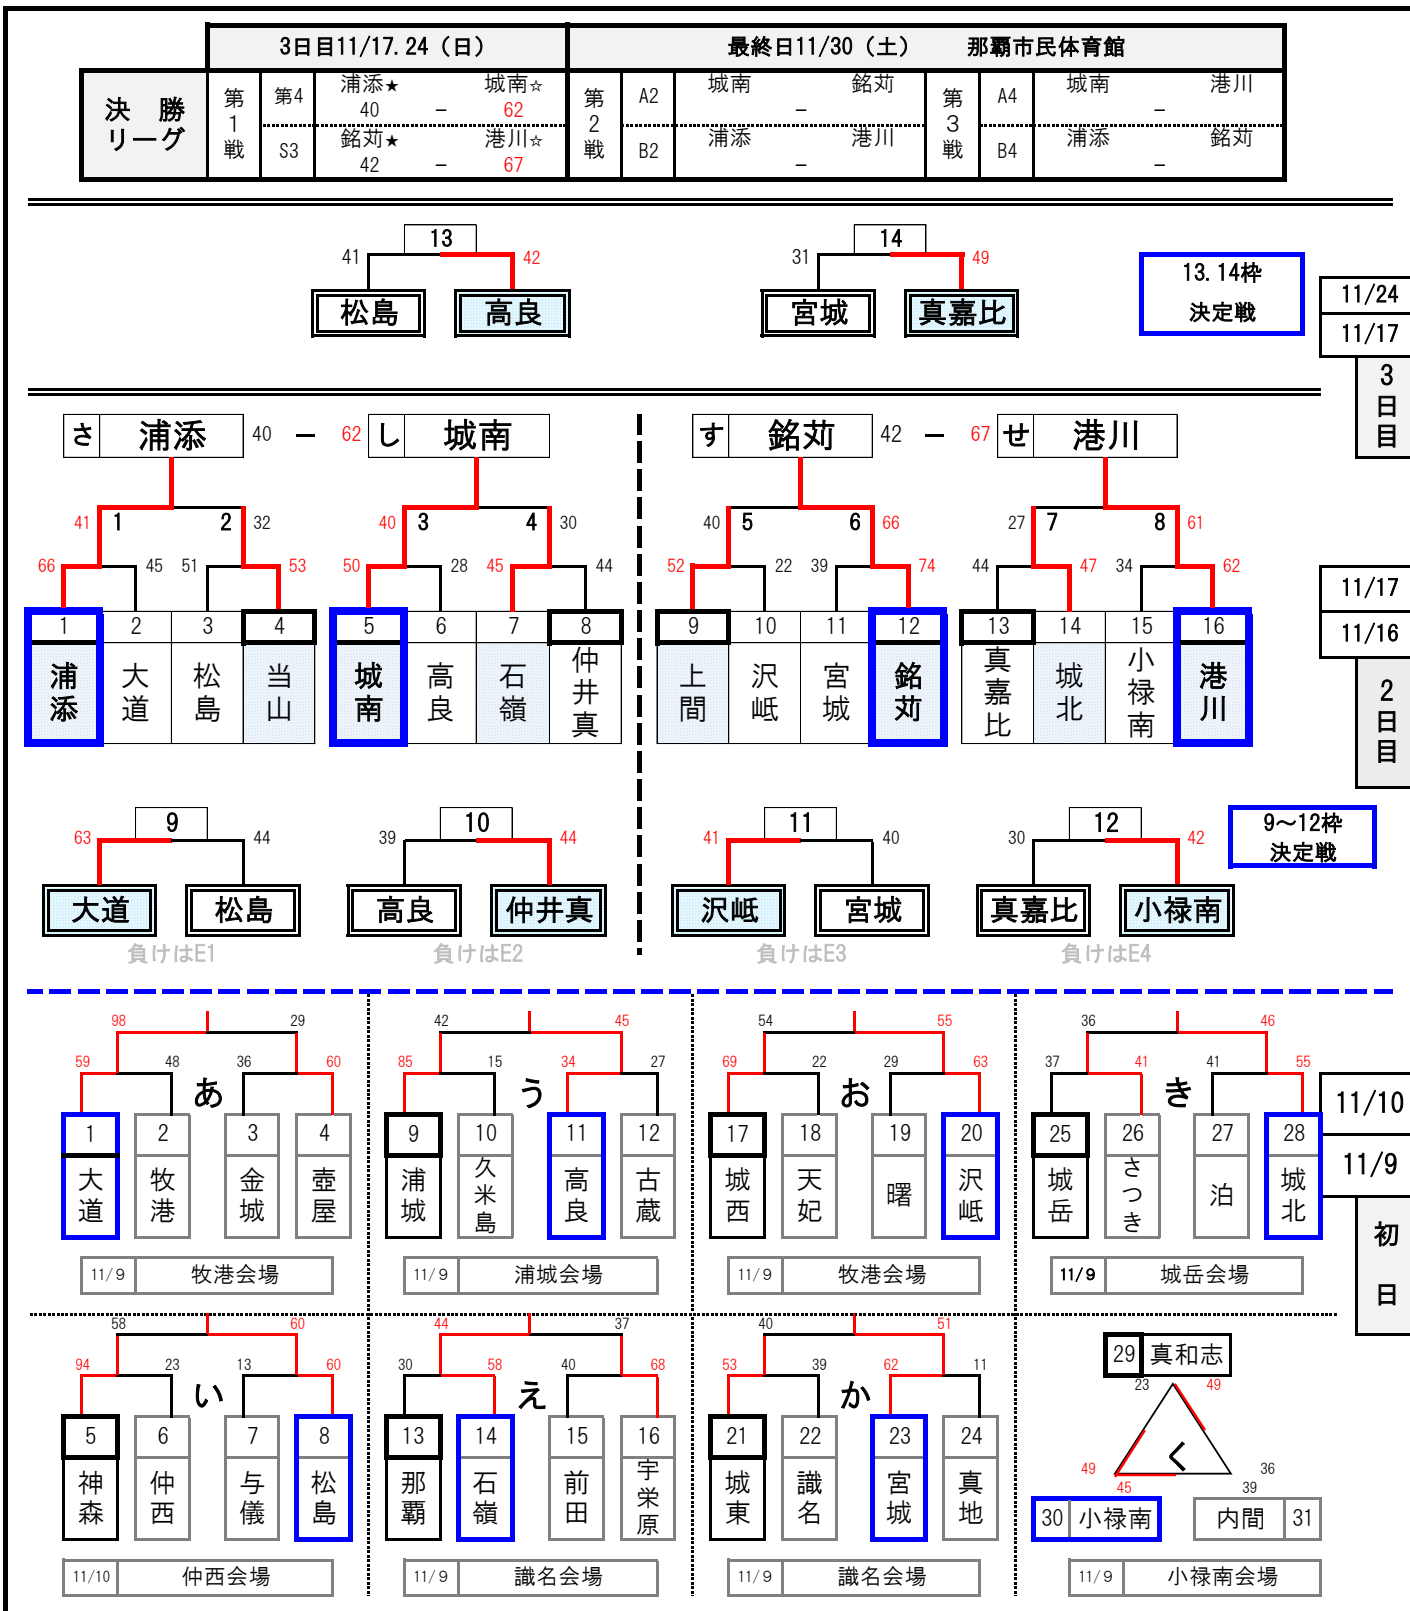 3日目11/17.24（日）
最終日11/30（土） 那覇市民体育館
決 勝
リーグ
第1戦
第4 浦添★ 城南☆
40 － 62
S3 銘苅★ 港川☆
42 － 67
第2戦
A2 城南 － 銘苅
B2 浦添 － 港川
第3戦
A4 城南 － 港川
B4 浦添 － 銘苅
13
41 42
松島 高良
14
31 49
宮城 真嘉比
13.14枠
決定戦
11/24
11/17
3日目
さ 浦添 40 － 62 し 城南
す 銘苅 42 － 67 せ 港川
41 1 2 32 40 3 4 30 40 5 6 66 27 7 8 61
66 45 51 53 50 28 45 44 52 22 39 74 44 47 34 62
1 2 3 4 5 6 7 8 9 10 11 12 13 14 15 16
浦添 大道 松島 当山 城南 高良 石嶺 仲井真 上間 沢岻 宮城 銘苅 真嘉比 城北 小禄南 港川
11/17
11/16
2日目
9 10 11 12
63 44 39 44 41 40 30 42
大道 松島 高良 仲井真 沢岻 宮城 真嘉比 小禄南
負けはE1 負けはE2 負けはE3 負けはE4
9～12枠
決定戦
98 29 42 45 54 55 36 46
59 48 36 60 85 15 34 27 69 22 29 63 37 41 41 55
あ う お き
1 2 3 4 9 10 11 12 17 18 19 20 25 26 27 28
大道 牧港 金城 壺屋 浦城 久米島 高良 古蔵 城西 天妃 曙 沢岻 城岳 さつき 泊 城北
11/9 牧港会場 11/9 浦城会場 11/9 牧港会場 11/9 城岳会場
11/10
11/9
初日
58 60 44 37 40 51
94 23 13 60 30 58 40 68 53 39 62 11
い え か
5 6 7 8 13 14 15 16 21 22 23 24
神森 仲西 与儀 松島 那覇 石嶺 前田 宇栄原 城東 識名 宮城 真地
29 真和志
23 49
く
49 36
45 39
30 小禄南 内間 31
11/10 仲西会場 11/9 識名会場 11/9 識名会場 11/9 小禄南会場